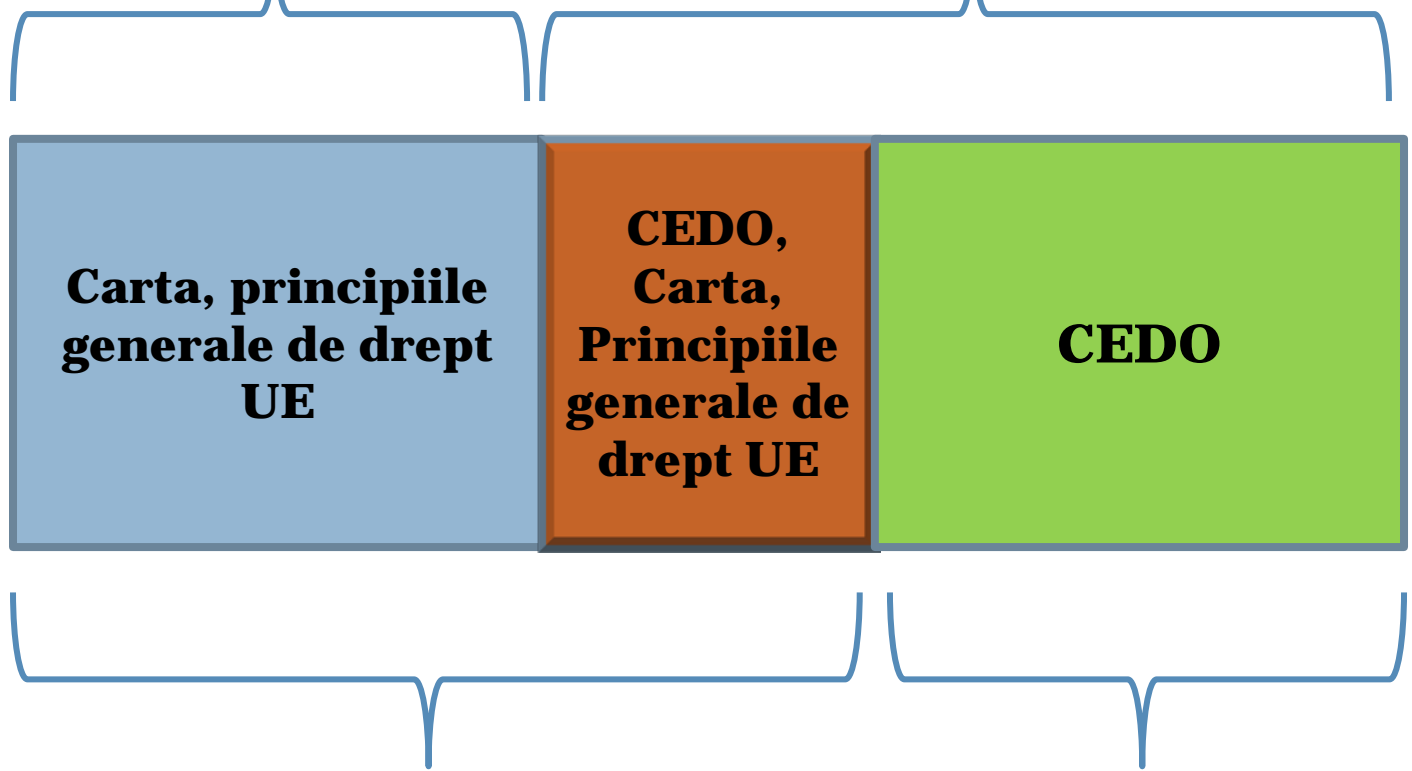 Carta, principiile
generale de drept
UE
CEDO,
Carta,
Principiile
generale de
drept UE
CEDO